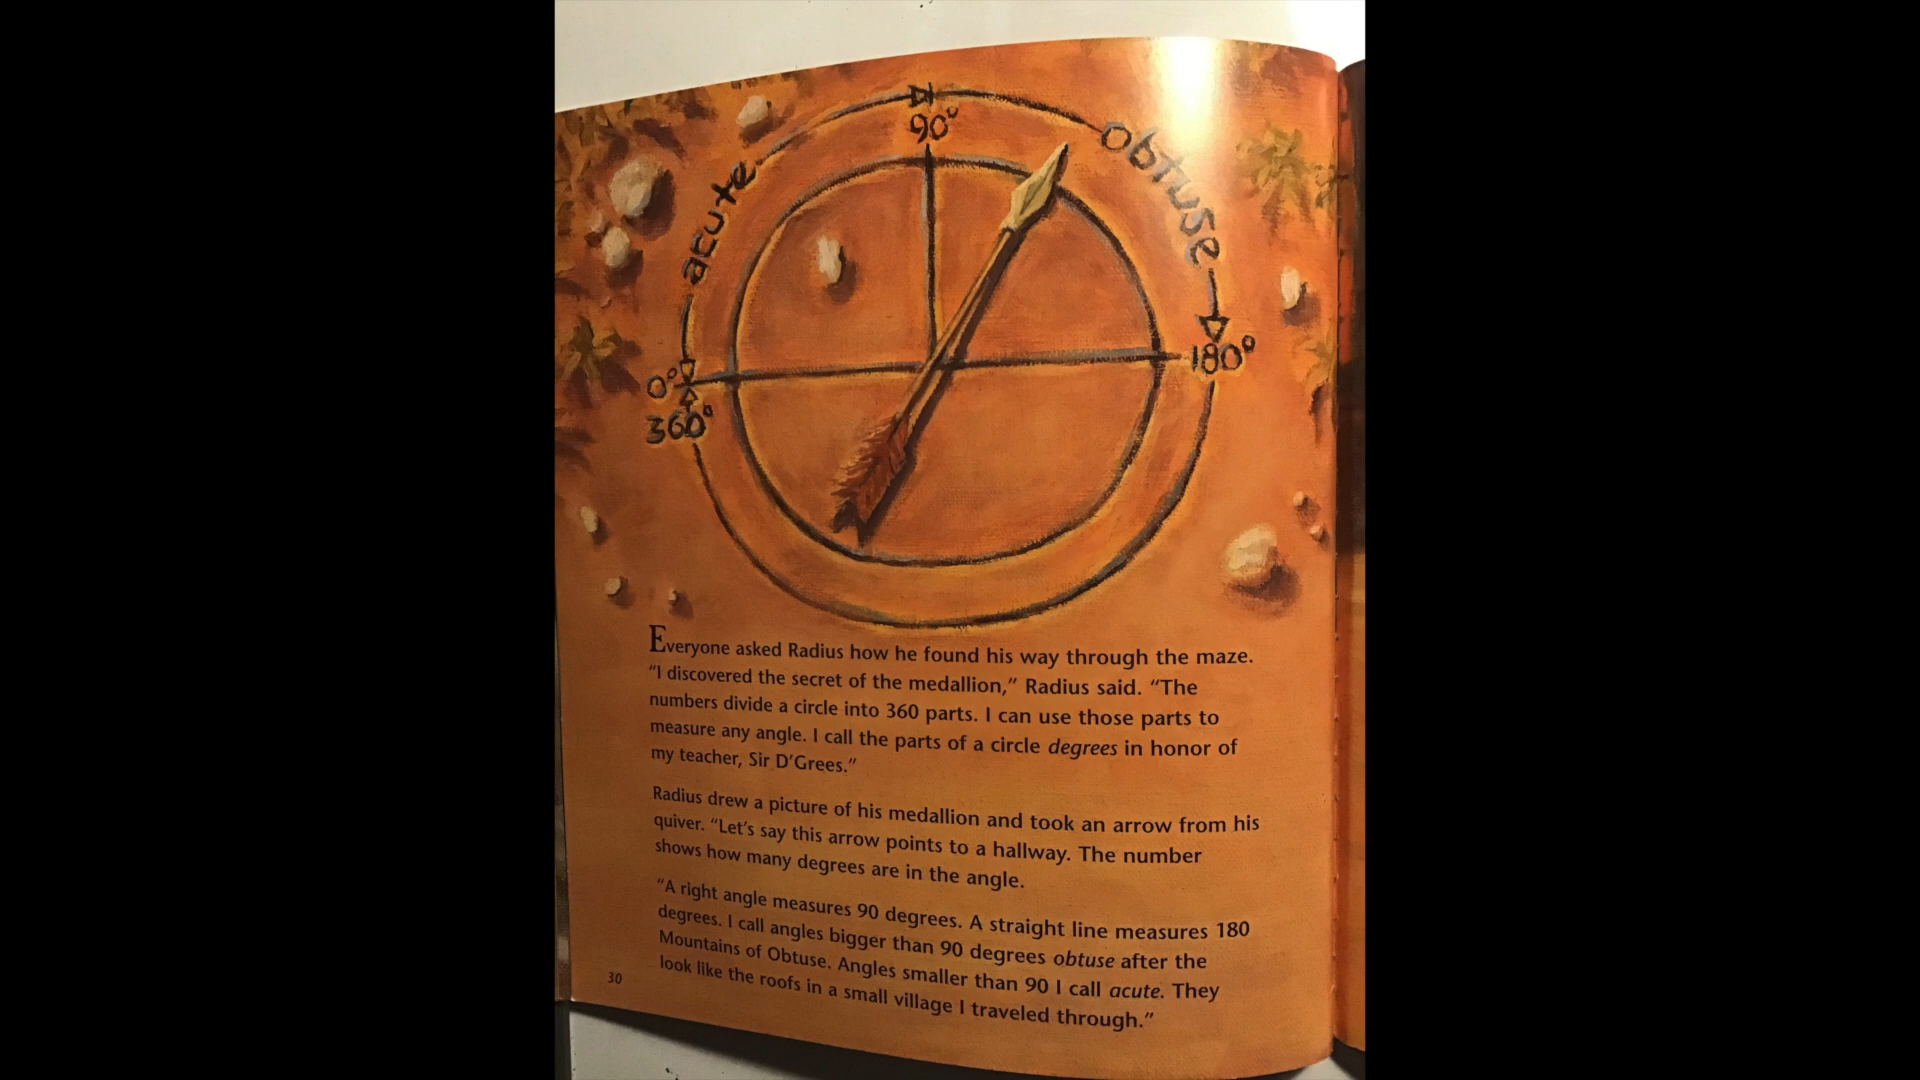 90°
acute
obtuse
0°
180°
360°
Everyone asked Radius how he found his way through the maze.
“I discovered the secret of the medallion,” Radius said. “The
numbers divide a circle into 360 parts. I can use those parts to
measure any angle. I call the parts of a circle degrees in honor of
my teacher, Sir D’Grees.”
Radius drew a picture of his medallion and took an arrow from his
quiver. “Let’s say this arrow points to a hallway. The number
shows how many degrees are in the angle.
“A right angle measures 90 degrees. A straight line measures 180
degrees. I call angles bigger than 90 degrees obtuse after the
Mountains of Obtuse. Angles smaller than 90 I call acute. They
look like the roofs in a small village I traveled through.”
30